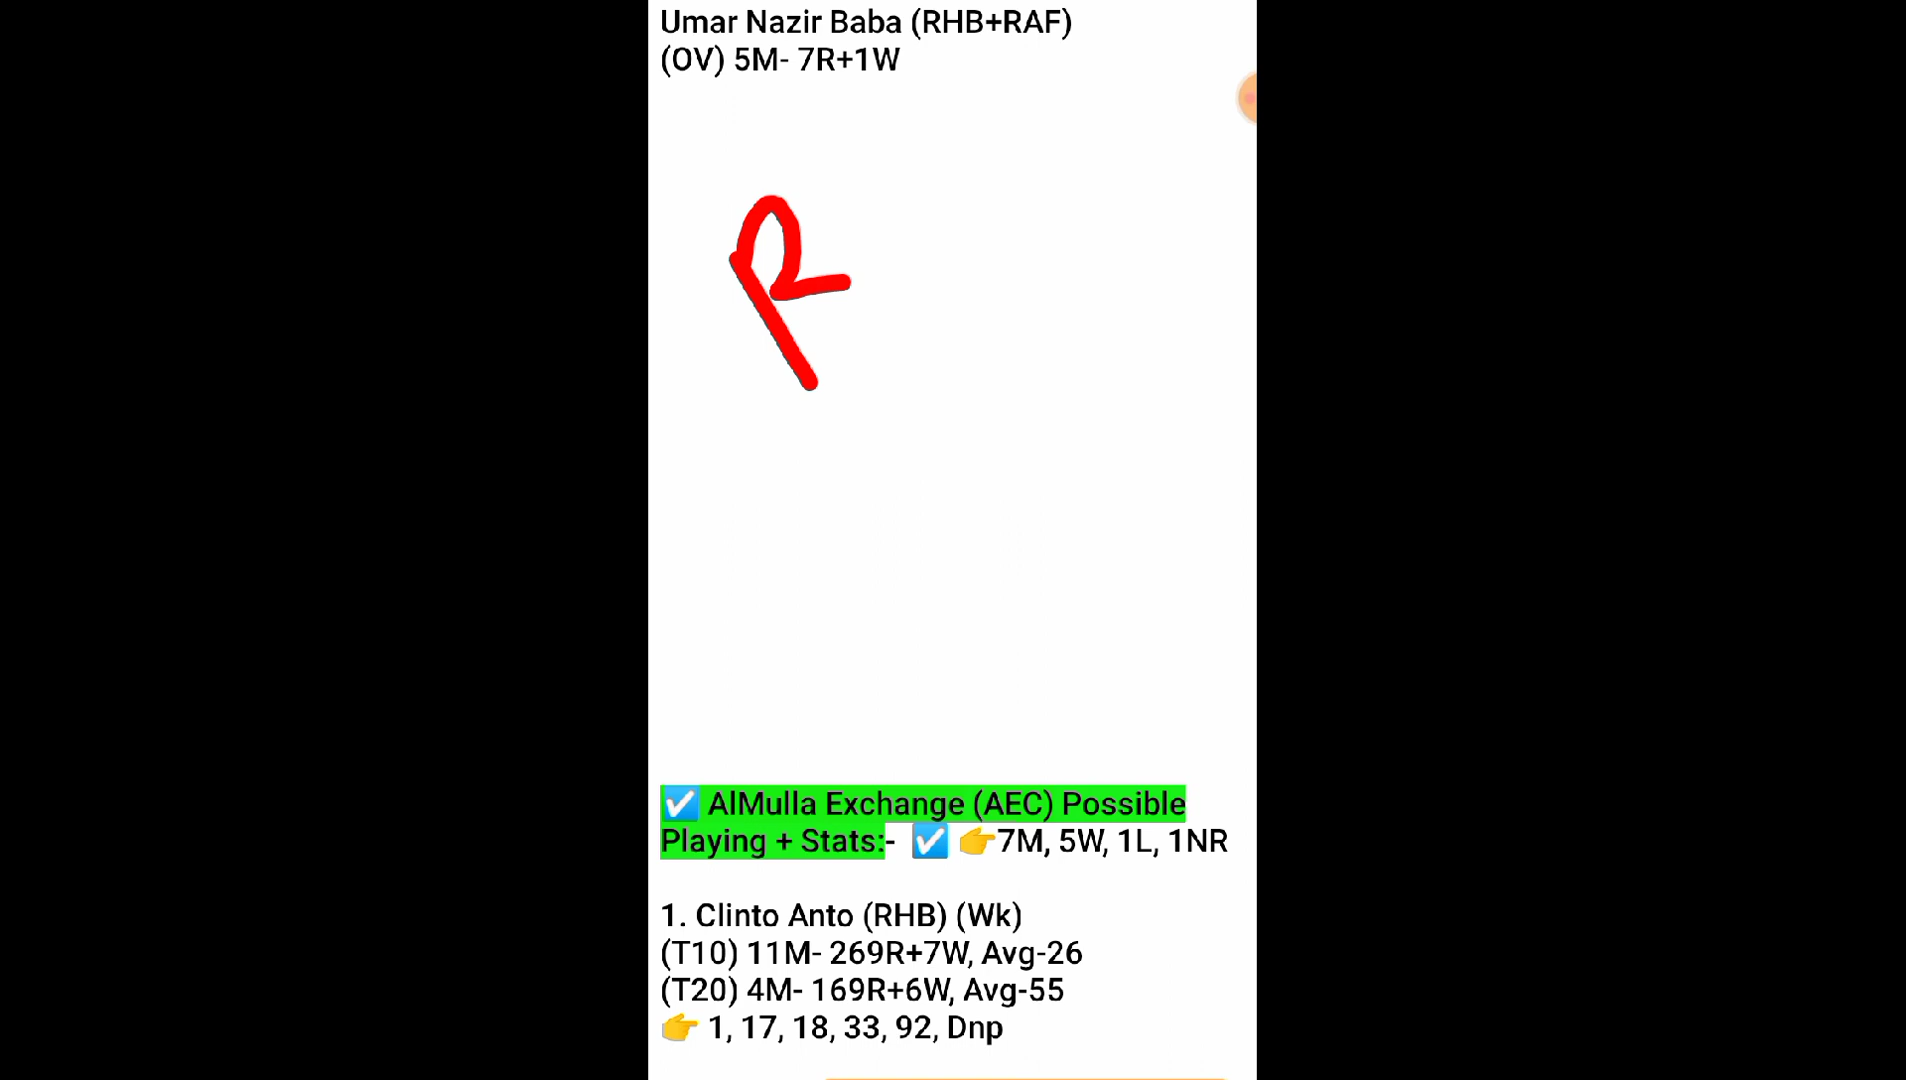 Umar Nazir Baba (RHB+RAF)
(OV) 5M- 7R+1W
R
✅ AlMulla Exchange (AEC) Possible
Playing + Stats:- ☑️ 👉7M, 5W, 1L, 1NR
1. Clinto Anto (RHB) (Wk)
(T10) 11M- 269R+7W, Avg-26
(T20) 4M- 169R+6W, Avg-55
👉 1, 17, 18, 33, 92, Dnp